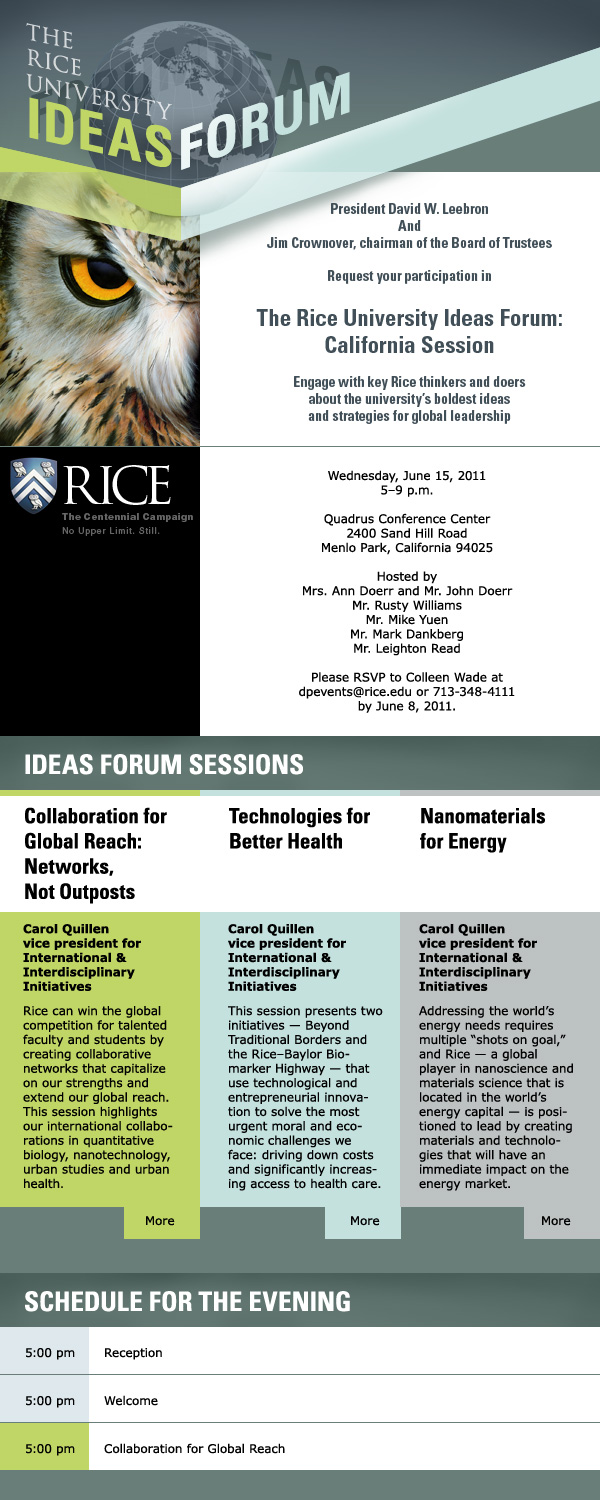 THE
RICE
UNIVERSITY
IDEAS FORUM
President David W. Leebron
And
Jim Crownover, chairman of the Board of Trustees
Request your participation in
The Rice University Ideas Forum:
California Session
Engage with key Rice thinkers and doers
about the university's boldest ideas
and strategies for global leadership
RICE
The Centennial Campaign
No Upper Limit. Still.
Wednesday, June 15, 2011
5–9 p.m.
Quadrus Conference Center
2400 Sand Hill Road
Menlo Park, California 94025
Hosted by
Mrs. Ann Doerr and Mr. John Doerr
Mr. Rusty Williams
Mr. Mike Yuen
Mr. Mark Dankberg
Mr. Leighton Read
Please RSVP to Colleen Wade at
dpevents@rice.edu or 713-348-4111
by June 8, 2011.
IDEAS FORUM SESSIONS
Collaboration for
Global Reach:
Networks,
Not Outposts
Carol Quillen
vice president for
International &
Interdisciplinary
Initiatives
Rice can win the global
competition for talented
faculty and students by
creating collaborative
networks that capitalize
on our strengths and
extend our global reach.
This session highlights
our international collabo-
rations in quantitative
biology, nanotechnology,
urban studies and urban
health.
More
Technologies for
Better Health
Carol Quillen
vice president for
International &
Interdisciplinary
Initiatives
This session presents two
initiatives — Beyond
Traditional Borders and
the Rice–Baylor Bio-
marker Highway — that
use technological and
entrepreneurial innova-
tion to solve the most
urgent moral and eco-
nomic challenges we
face: driving down costs
and significantly increas-
ing access to health care.
More
Nanomaterials
for Energy
Carol Quillen
vice president for
International &
Interdisciplinary
Initiatives
Addressing the world's
energy needs requires
multiple "shots on goal,"
and Rice — a global
player in nanoscience and
materials science that is
located in the world's
energy capital — is posi-
tioned to lead by creating
materials and technolo-
gies that will have an
immediate impact on the
energy market.
More
SCHEDULE FOR THE EVENING
5:00 pm Reception
5:00 pm Welcome
5:00 pm Collaboration for Global Reach